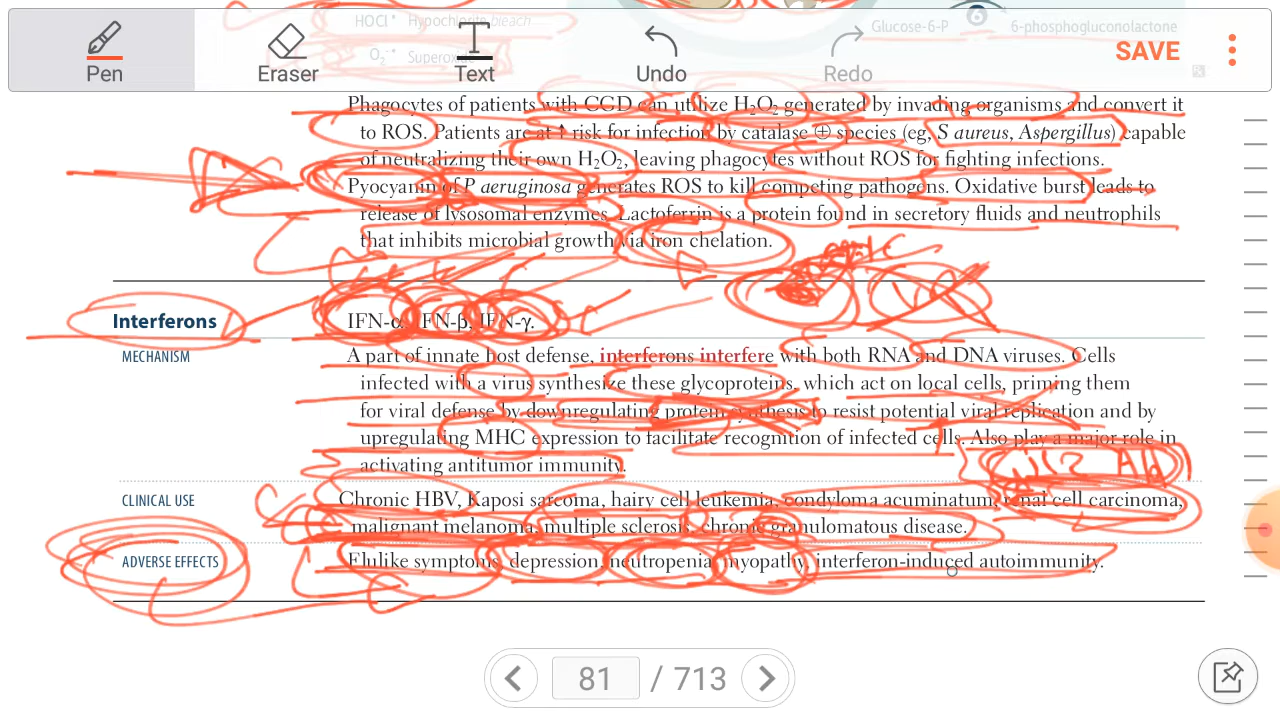 HOCl• Hypochlorite bleach
O₂⁻• Superoxide
Glucose-6-P
6-phosphogluconolactone
Pen
Eraser
Text
Undo
Redo
SAVE
Phagocytes of patients with CGD can utilize H₂O₂ generated by invading organisms and convert it
to ROS. Patients are at ↑ risk for infection by catalase ⊕ species (eg, S aureus, Aspergillus) capable
of neutralizing their own H₂O₂, leaving phagocytes without ROS for fighting infections.
Pyocyanin of P aeruginosa generates ROS to kill competing pathogens. Oxidative burst leads to
release of lysosomal enzymes. Lactoferrin is a protein found in secretory fluids and neutrophils
that inhibits microbial growth via iron chelation.
Interferons
IFN-α, IFN-β, IFN-γ.
MECHANISM
A part of innate host defense, interferons interfere with both RNA and DNA viruses. Cells
infected with a virus synthesize these glycoproteins, which act on local cells, priming them
for viral defense by downregulating protein synthesis to resist potential viral replication and by
upregulating MHC expression to facilitate recognition of infected cells. Also play a major role in
activating antitumor immunity.
CLINICAL USE
Chronic HBV, Kaposi sarcoma, hairy cell leukemia, condyloma acuminatum, renal cell carcinoma,
malignant melanoma, multiple sclerosis, chronic granulomatous disease.
ADVERSE EFFECTS
Flulike symptoms, depression, neutropenia, myopathy, interferon-induced autoimmunity.
81 / 713